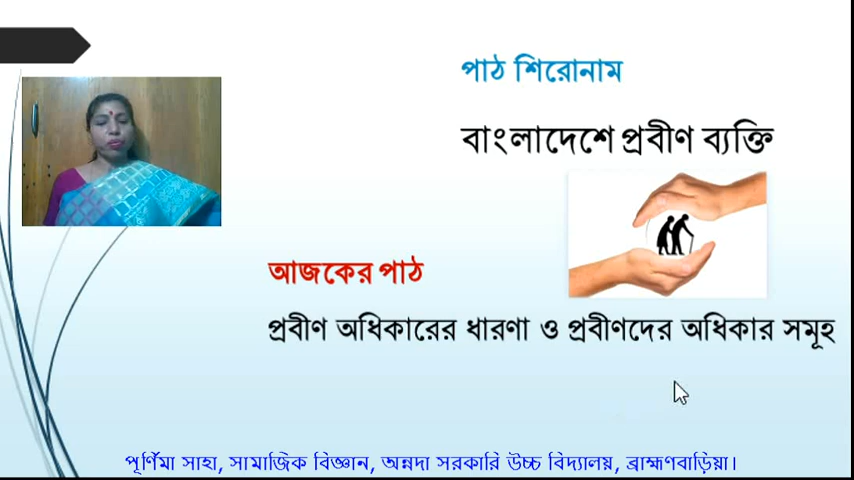 পাঠ শিরোনাম
বাংলাদেশে প্রবীণ ব্যক্তি
আজকের পাঠ
প্রবীণ অধিকারের ধারণা ও প্রবীণদের অধিকার সমূহ
পূর্ণিমা সাহা, সামাজিক বিজ্ঞান, অন্নদা সরকারি উচ্চ বিদ্যালয়, ব্রাহ্মণবাড়িয়া।